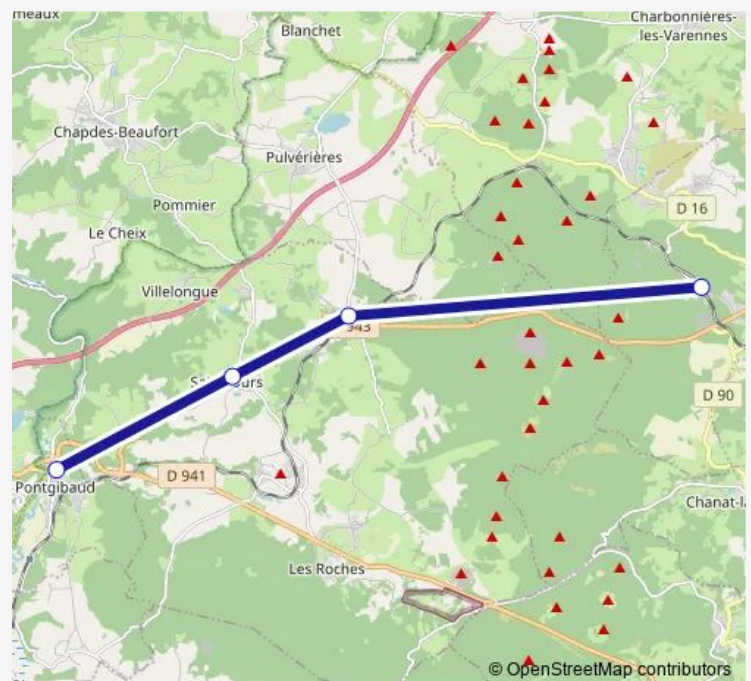 meaux
Blanchet
Charbonnières-
les-Varennes
Chapdes-Beaufort
Pulvérières
Pommier
D 16
Le Cheix
Villelongue
943
D 90
D 941
Pontgibaud
Chanat-la
Les Roches
© OpenStreetMap contributors